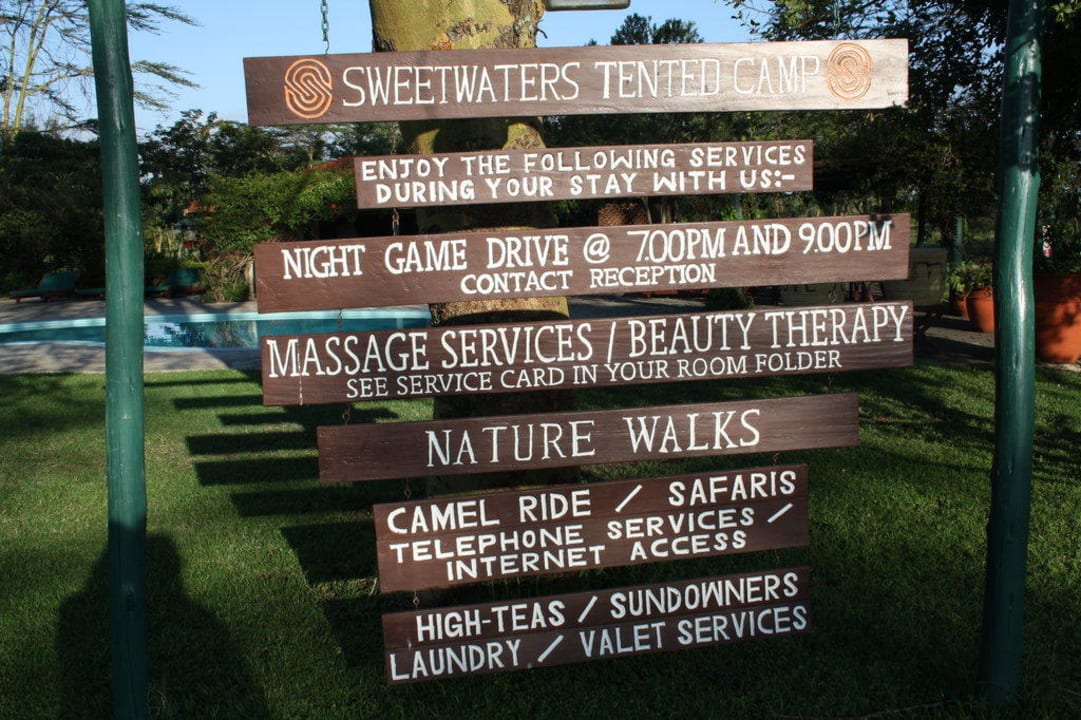 SWEETWATERS TENTED CAMP
ENJOY THE FOLLOWING SERVICES
DURING YOUR STAY WITH US:-
NIGHT GAME DRIVE @ 7.00PM AND 9.00PM
CONTACT RECEPTION
MASSAGE SERVICES / BEAUTY THERAPY
SEE SERVICE CARD IN YOUR ROOM FOLDER
NATURE WALKS
CAMEL RIDE / SAFARIS
TELEPHONE SERVICES /
INTERNET ACCESS
HIGH-TEAS / SUNDOWNERS
LAUNDRY / VALET SERVICES